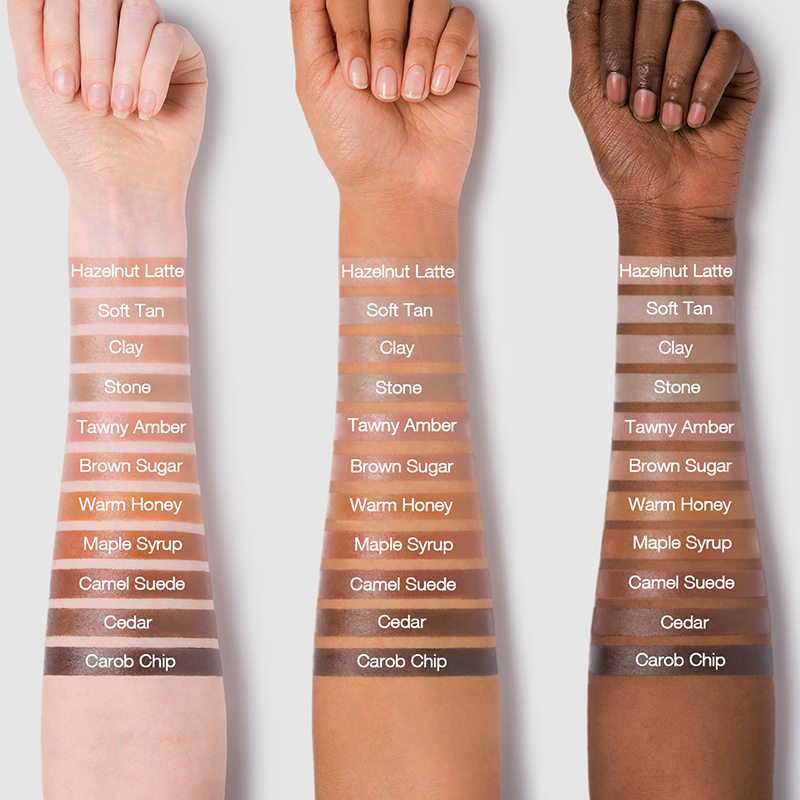 Hazelnut Latte
Soft Tan
Clay
Stone
Tawny Amber
Brown Sugar
Warm Honey
Maple Syrup
Camel Suede
Cedar
Carob Chip
Hazelnut Latte
Soft Tan
Clay
Stone
Tawny Amber
Brown Sugar
Warm Honey
Maple Syrup
Camel Suede
Cedar
Carob Chip
Hazelnut Latte
Soft Tan
Clay
Stone
Tawny Amber
Brown Sugar
Warm Honey
Maple Syrup
Camel Suede
Cedar
Carob Chip